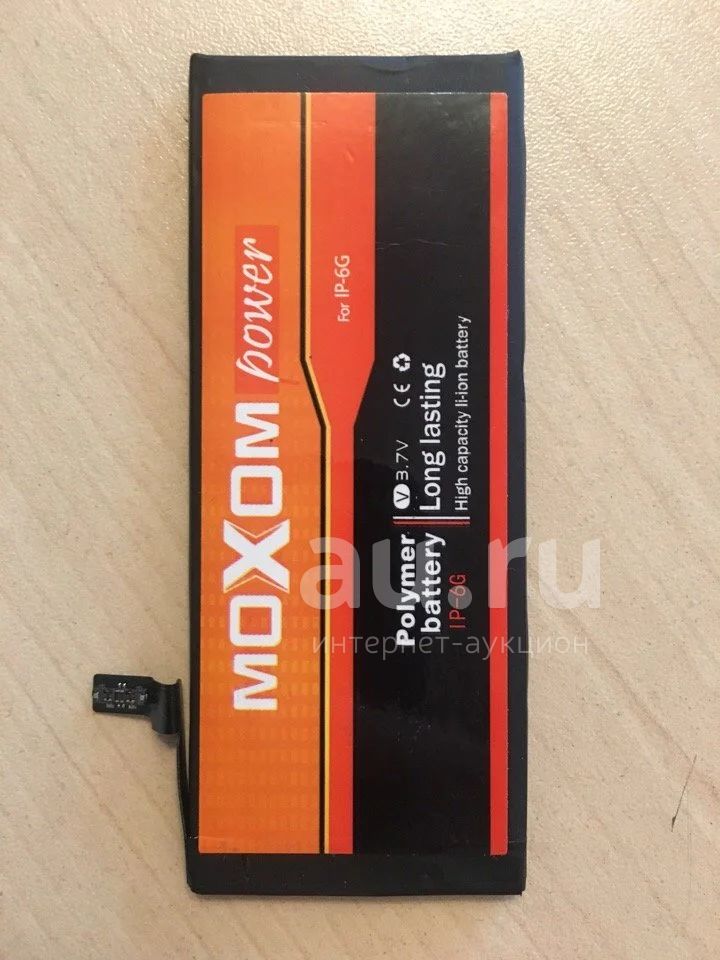 MOXOM power
For IP-6G
Polymer
battery
IP-6G
V 3.7V CE
Long lasting
High capacity li-ion battery
au.ru
интернет-аукцион